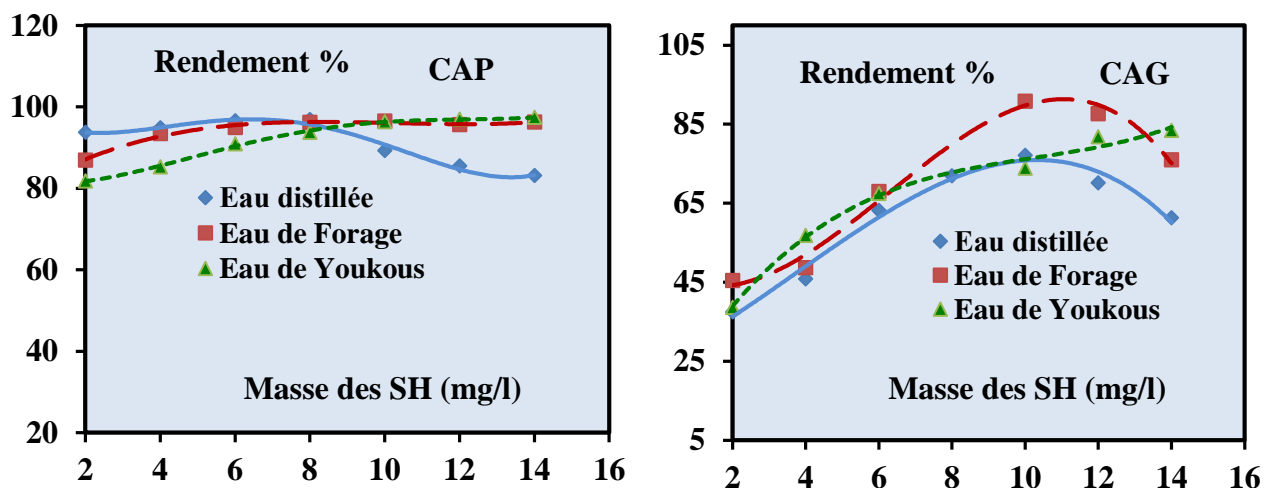 120
100
80
60
40
20
Rendement %
CAP
Eau distillée
Eau de Forage
Eau de Youkous
Masse des SH (mg/l)
2 4 6 8 10 12 14 16
105
85
65
45
25
5
Rendement %
CAG
Eau distillée
Eau de Forage
Eau de Youkous
Masse des SH (mg/l)
2 4 6 8 10 12 14 16